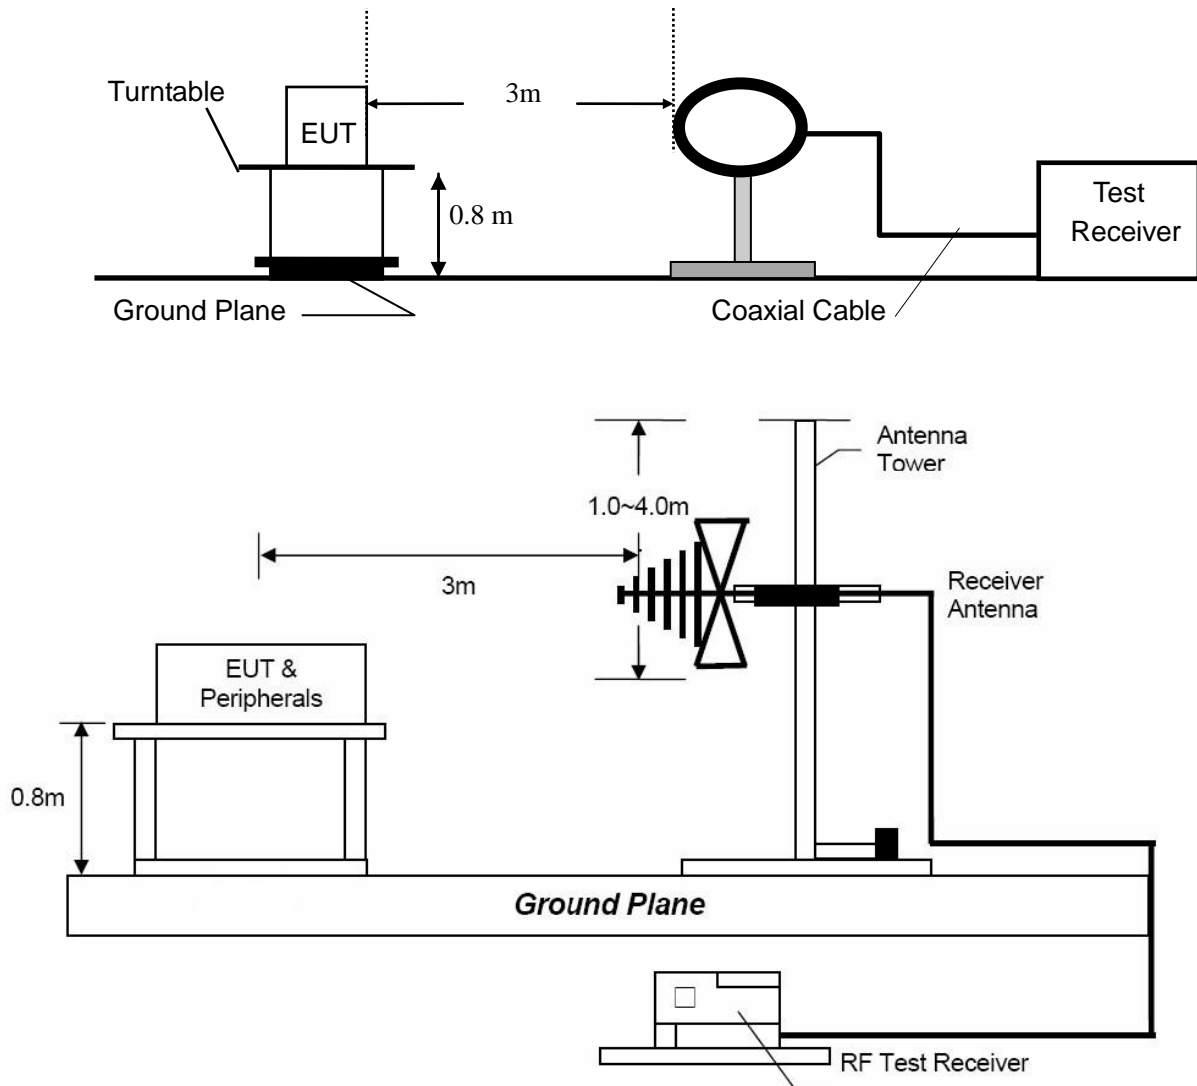 Turntable
3m
EUT
0.8 m
Test
Receiver
Ground Plane
Coaxial Cable
Antenna
Tower
1.0~4.0m
3m
Receiver
Antenna
EUT &
Peripherals
0.8m
Ground Plane
RF Test Receiver